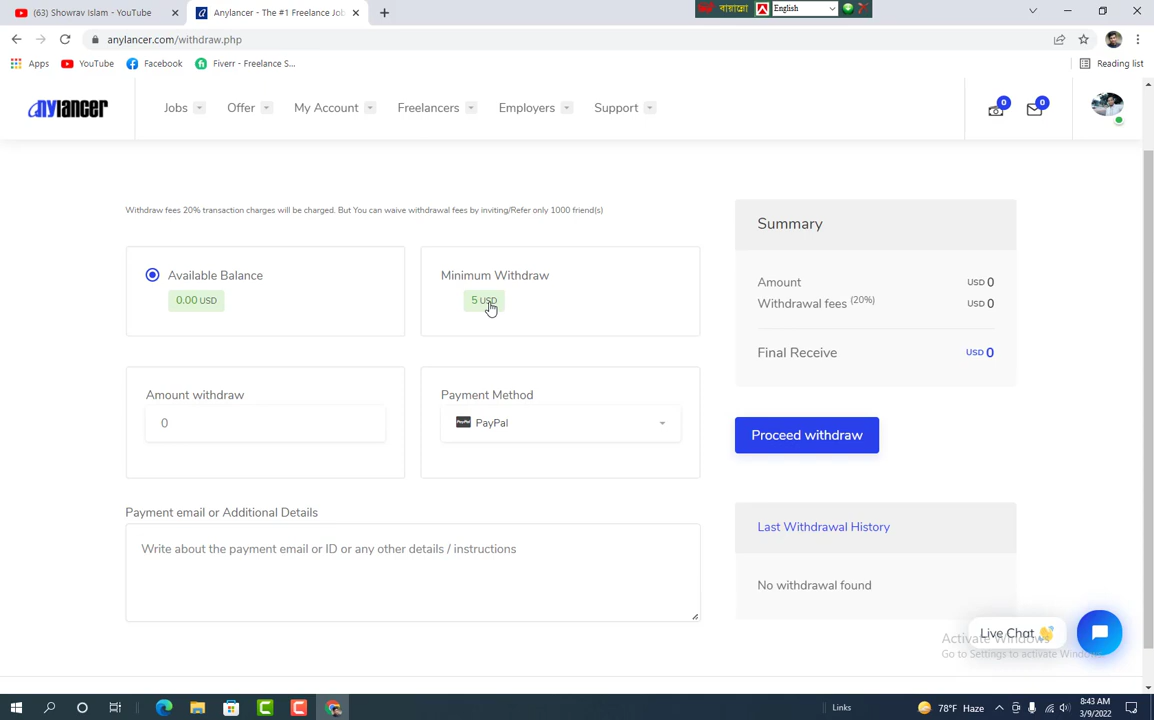 (63) Showrav Islam - YouTube
Anylancer - The #1 Freelance Job
বায়ান্নো
English
anylancer.com/withdraw.php
Apps
YouTube
Facebook
Fiverr - Freelance S...
Reading list
anylancer
Jobs
Offer
My Account
Freelancers
Employers
Support
0
0
Withdraw fees 20% transaction charges will be charged. But You can waive withdrawal fees by inviting/Refer only 1000 friend(s)
Available Balance
0.00 USD
Minimum Withdraw
5 USD
Amount withdraw
0
Payment Method
PayPal PayPal
Payment email or Additional Details
Write about the payment email or ID or any other details / instructions
Summary
Amount USD 0
Withdrawal fees (20%) USD 0
Final Receive USD 0
Proceed withdraw
Last Withdrawal History
No withdrawal found
Live Chat 👋
Activate Windows
Go to Settings to activate Windows.
Links
78°F Haze
8:43 AM
3/9/2022